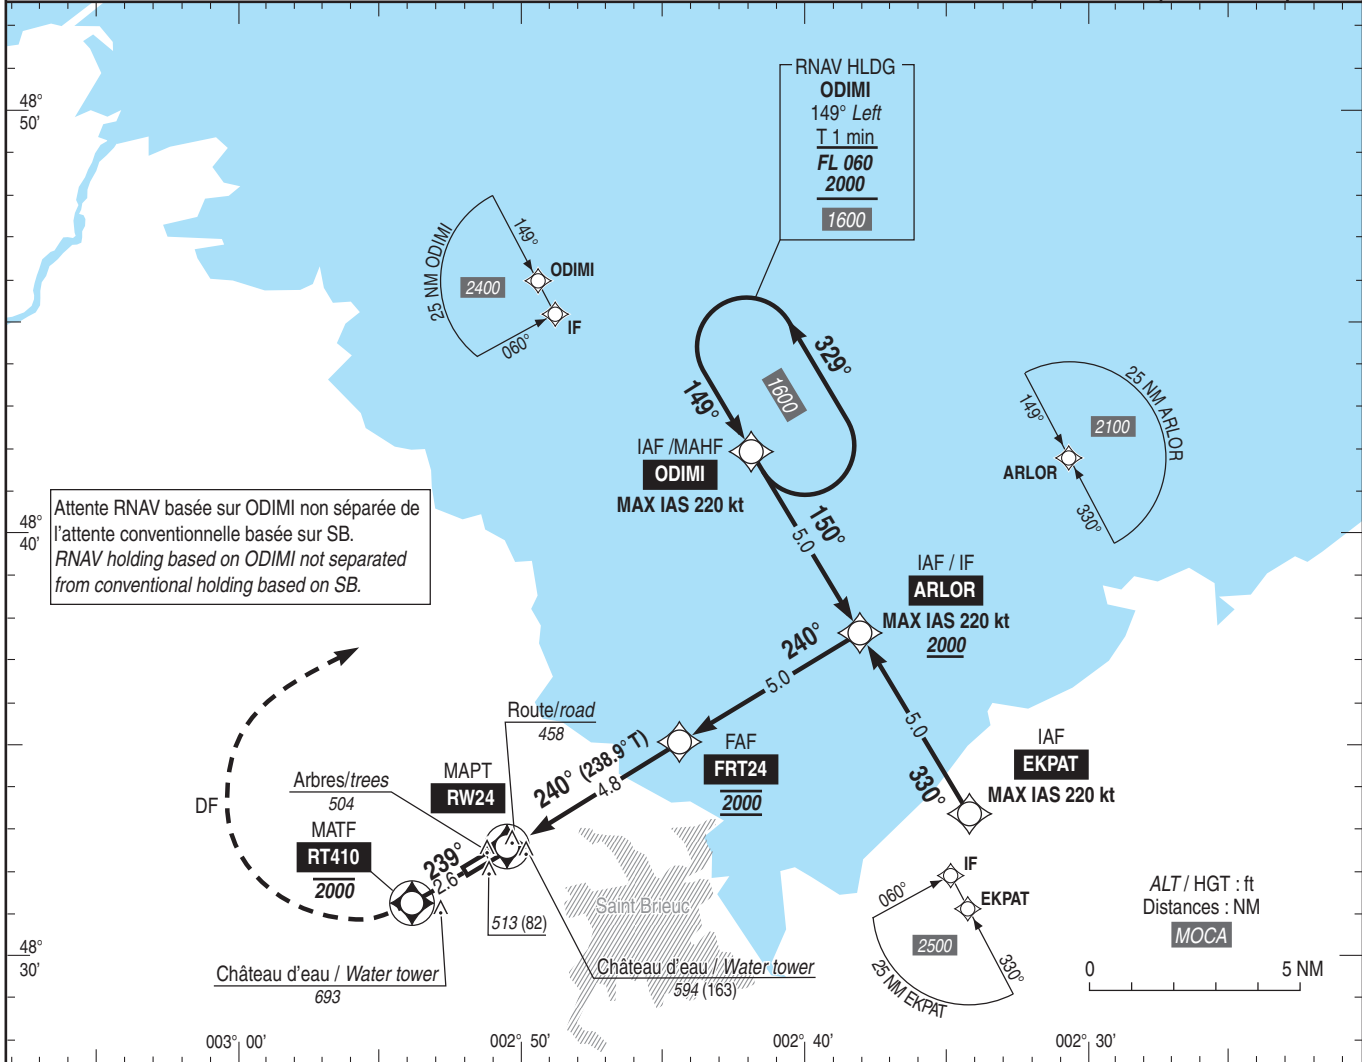 48°
50'
RNAV HLDG
ODIMI
149° Left
T 1 min
FL 060
2000
1600
149°
25 NM ODIMI
2400
ODIMI
IF
060°
329°
1600
149°
IAF /MAHF
ODIMI
MAX IAS 220 kt
25 NM ARLOR
149°
2100
ARLOR
330°
Attente RNAV basée sur ODIMI non séparée de
l'attente conventionnelle basée sur SB.
RNAV holding based on ODIMI not separated
from conventional holding based on SB.
48°
40'
150°
5.0
IAF / IF
ARLOR
MAX IAS 220 kt
2000
240°
5.0
5.0
330°
IAF
EKPAT
MAX IAS 220 kt
FAF
FRT24
2000
Route/road
458
240° (238.9° T)
4.8
MAPT
RW24
Arbres/trees
504
DF
MATF
RT410
2000
239°
2.6
513 (82)
Saint Brieuc
Château d'eau / Water tower
594 (163)
Château d'eau / Water tower
693
IF
060°
EKPAT
2500
330°
25 NM EKPAT
ALT / HGT : ft
Distances : NM
MOCA
0
5 NM
48°
30'
003° 00'
002° 50'
002° 40'
002° 30'